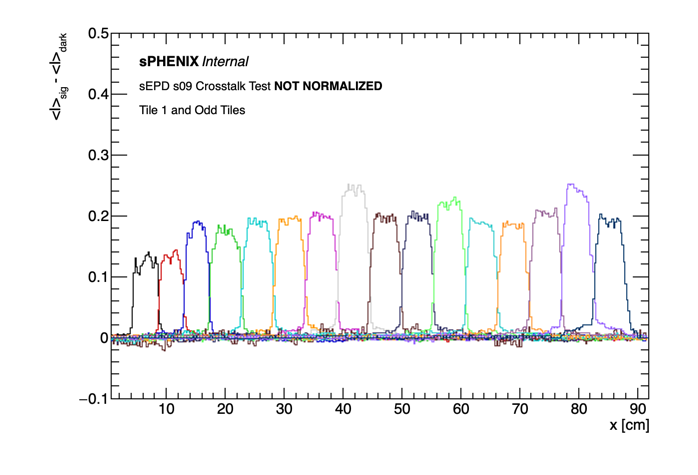 0.5
<I>sig - <I>dark
sPHENIX Internal
sEPD s09 Crosstalk Test NOT NORMALIZED
0.4
Tile 1 and Odd Tiles
0.3
0.2
0.1
0
−0.1
10 20 30 40 50 60 70 80 90
x [cm]